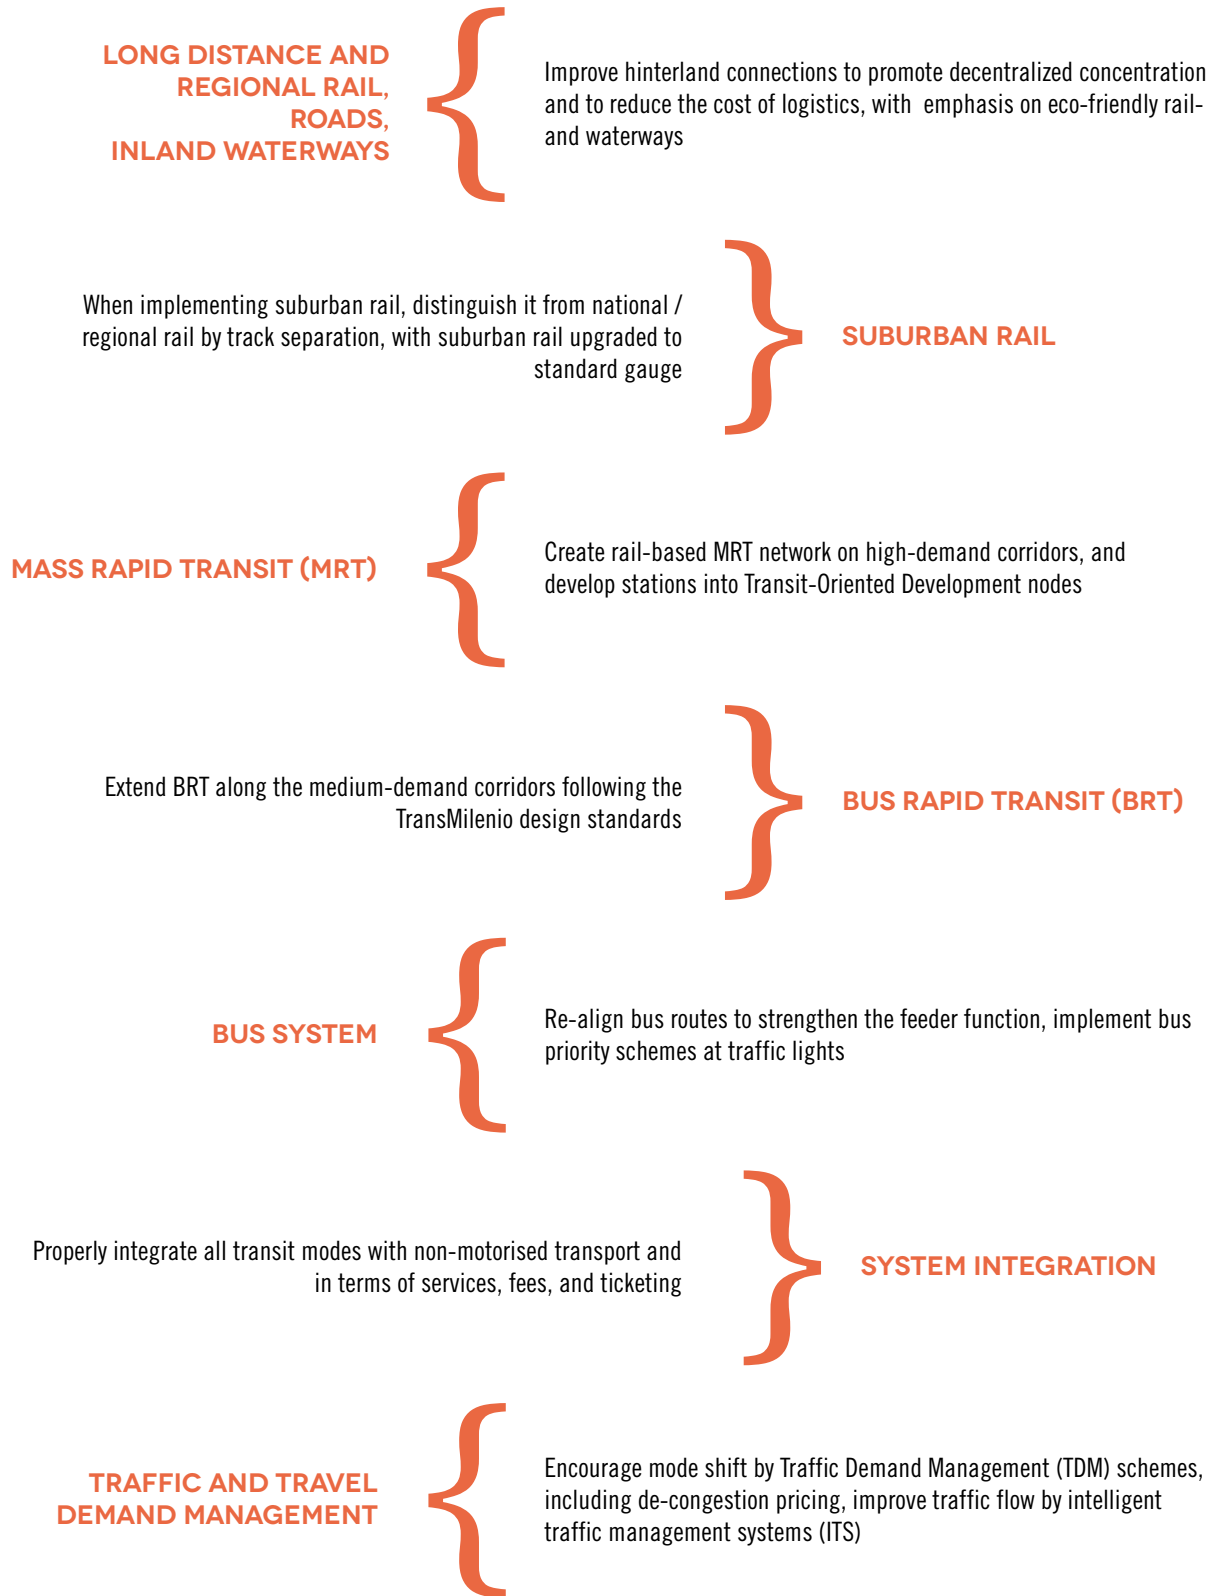 LONG DISTANCE AND
REGIONAL RAIL,
ROADS,
INLAND WATERWAYS
Improve hinterland connections to promote decentralized concentration
and to reduce the cost of logistics, with emphasis on eco-friendly rail-
and waterways
When implementing suburban rail, distinguish it from national /
regional rail by track separation, with suburban rail upgraded to
standard gauge
SUBURBAN RAIL
MASS RAPID TRANSIT (MRT)
Create rail-based MRT network on high-demand corridors, and
develop stations into Transit-Oriented Development nodes
Extend BRT along the medium-demand corridors following the
TransMilenio design standards
BUS RAPID TRANSIT (BRT)
BUS SYSTEM
Re-align bus routes to strengthen the feeder function, implement bus
priority schemes at traffic lights
Properly integrate all transit modes with non-motorised transport and
in terms of services, fees, and ticketing
SYSTEM INTEGRATION
TRAFFIC AND TRAVEL
DEMAND MANAGEMENT
Encourage mode shift by Traffic Demand Management (TDM) schemes,
including de-congestion pricing, improve traffic flow by intelligent
traffic management systems (ITS)